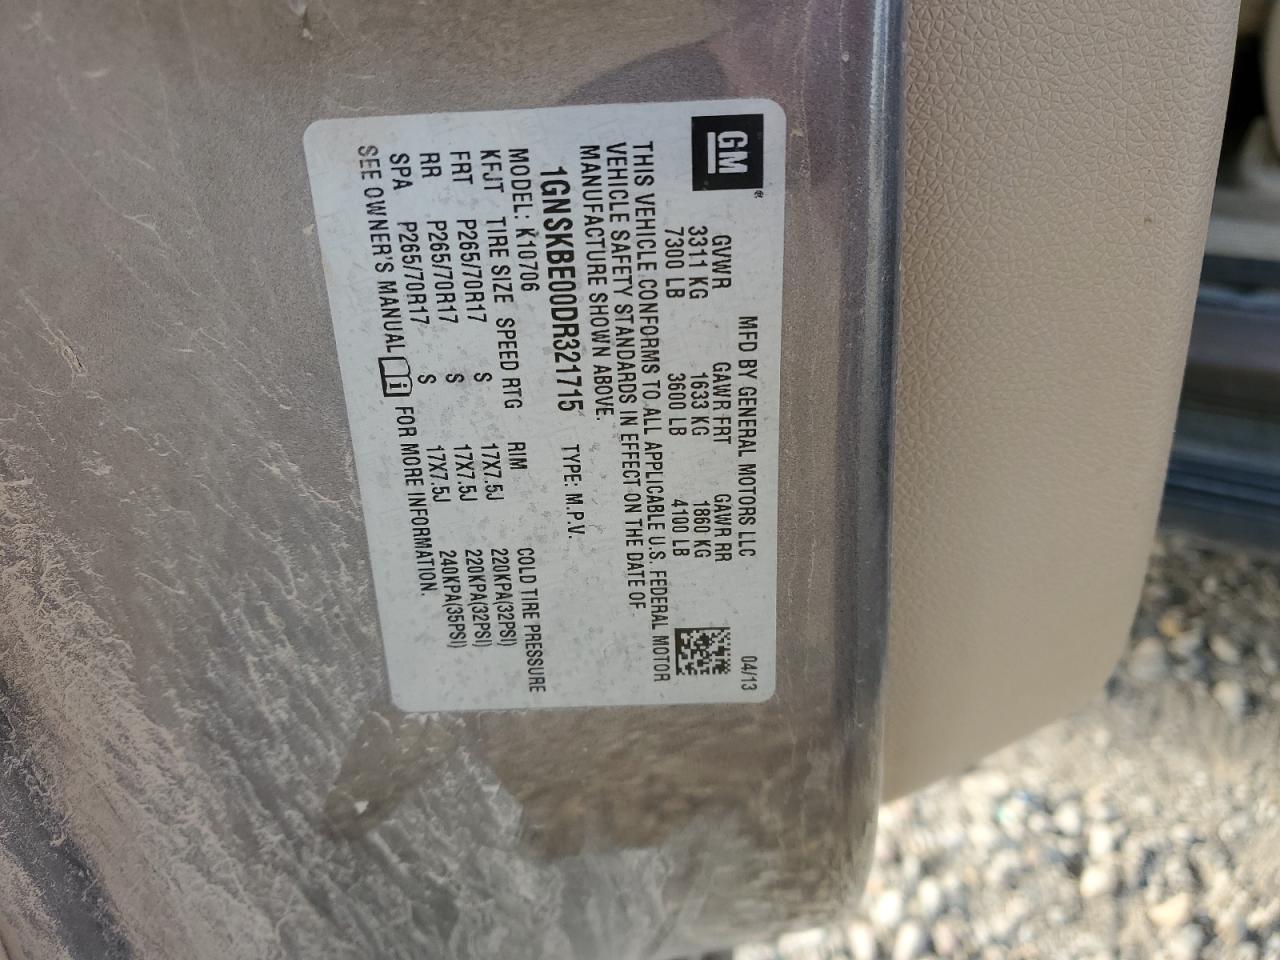 GM ®
MFD BY GENERAL MOTORS LLC 04/13
GVWR GAWR FRT GAWR RR
3311 KG 1633 KG 1860 KG
7300 LB 3600 LB 4100 LB
THIS VEHICLE CONFORMS TO ALL APPLICABLE U.S. FEDERAL MOTOR
VEHICLE SAFETY STANDARDS IN EFFECT ON THE DATE OF
MANUFACTURE SHOWN ABOVE.
1GNSKBE00DR321715 TYPE: M.P.V.
MODEL: K10706
KFJT TIRE SIZE SPEED RTG RIM COLD TIRE PRESSURE
FRT P265/70R17 S 17X7.5J 220KPA(32PSI)
RR P265/70R17 S 17X7.5J 220KPA(32PSI)
SPA P265/70R17 S 17X7.5J 240KPA(35PSI)
SEE OWNER'S MANUAL i FOR MORE INFORMATION.